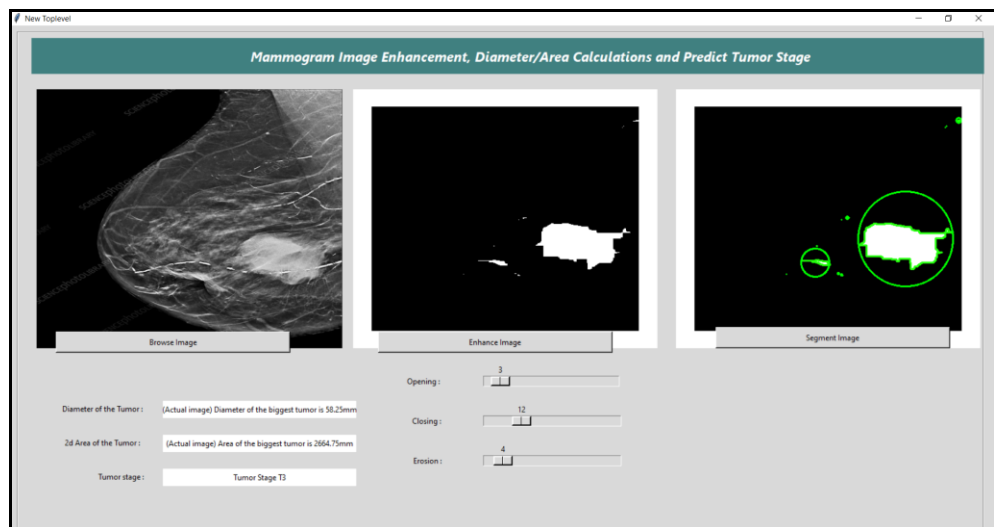 New Toplevel
Mammogram Image Enhancement, Diameter/Area Calculations and Predict Tumor Stage
Browse Image
Enhance Image
Segment Image
3
Opening :
12
Closing :
4
Erosion :
Diameter of the Tumor :
(Actual image) Diameter of the biggest tumor is 58.25mm
2d Area of the Tumor :
(Actual image) Area of the biggest tumor is 2664.75mm
Tumor stage :
Tumor Stage T3